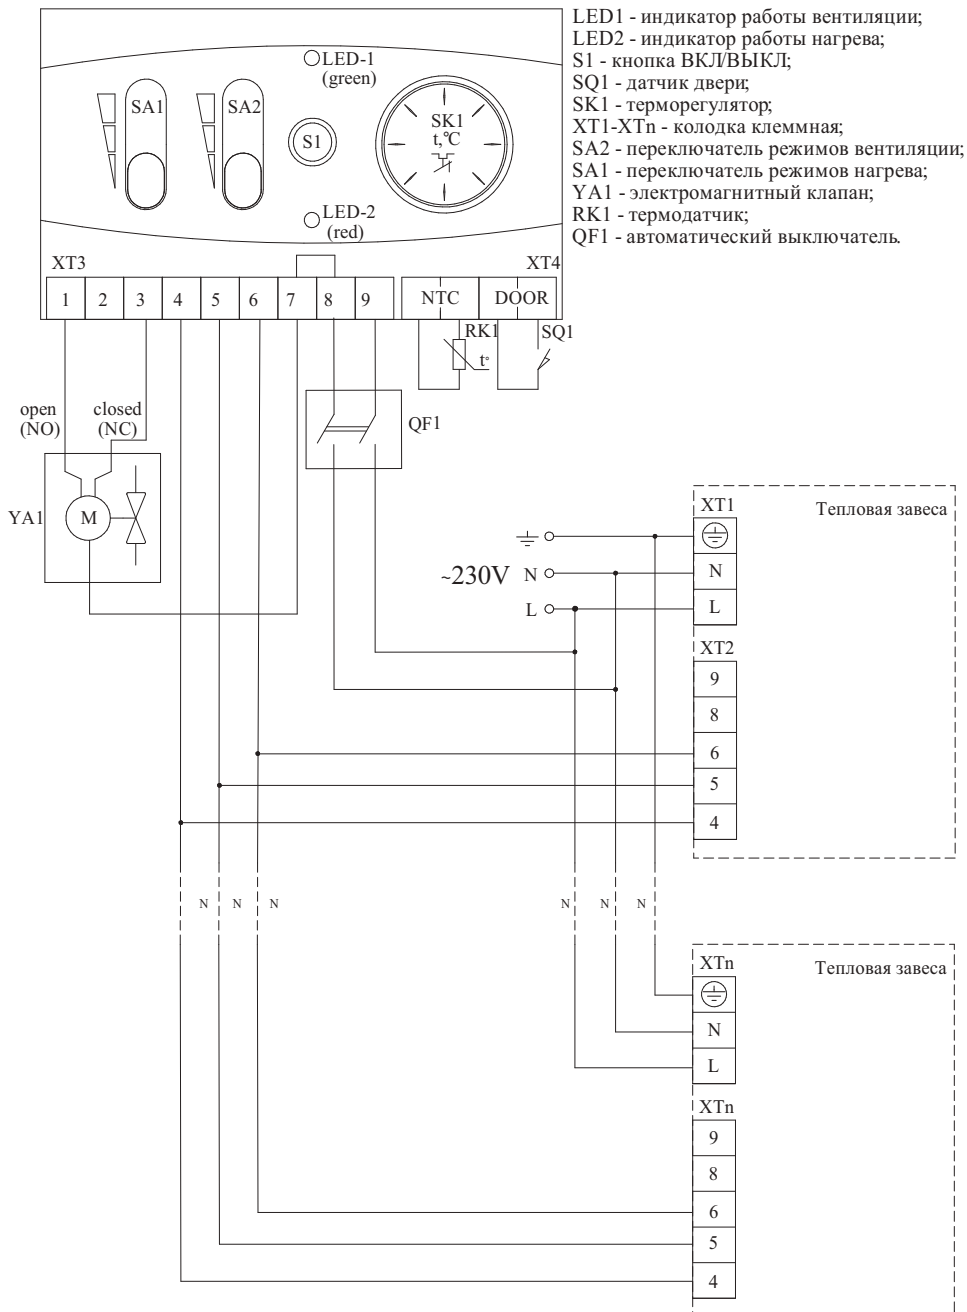 LED1 - индикатор работы вентиляции;
LED2 - индикатор работы нагрева;
S1 - кнопка ВКЛ/ВЫКЛ;
SQ1 - датчик двери;
SK1 - терморегулятор;
XT1-XTn - колодка клеммная;
SA2 - переключатель режимов вентиляции;
SA1 - переключатель режимов нагрева;
YA1 - электромагнитный клапан;
RK1 - термодатчик;
QF1 - автоматический выключатель.
LED-1
(green)
SA1
SA2
S1
SK1
t,°C
LED-2
(red)
XT3
XT4
1 2 3 4 5 6 7 8 9 NTC DOOR
RK1
t°
SQ1
open
(NO)
closed
(NC)
QF1
YA1
M
~230V
N
L
XT1
Тепловая завеса
N
L
XT2
9
8
6
5
4
N N N N N N
XTn
Тепловая завеса
N
L
XTn
9
8
6
5
4